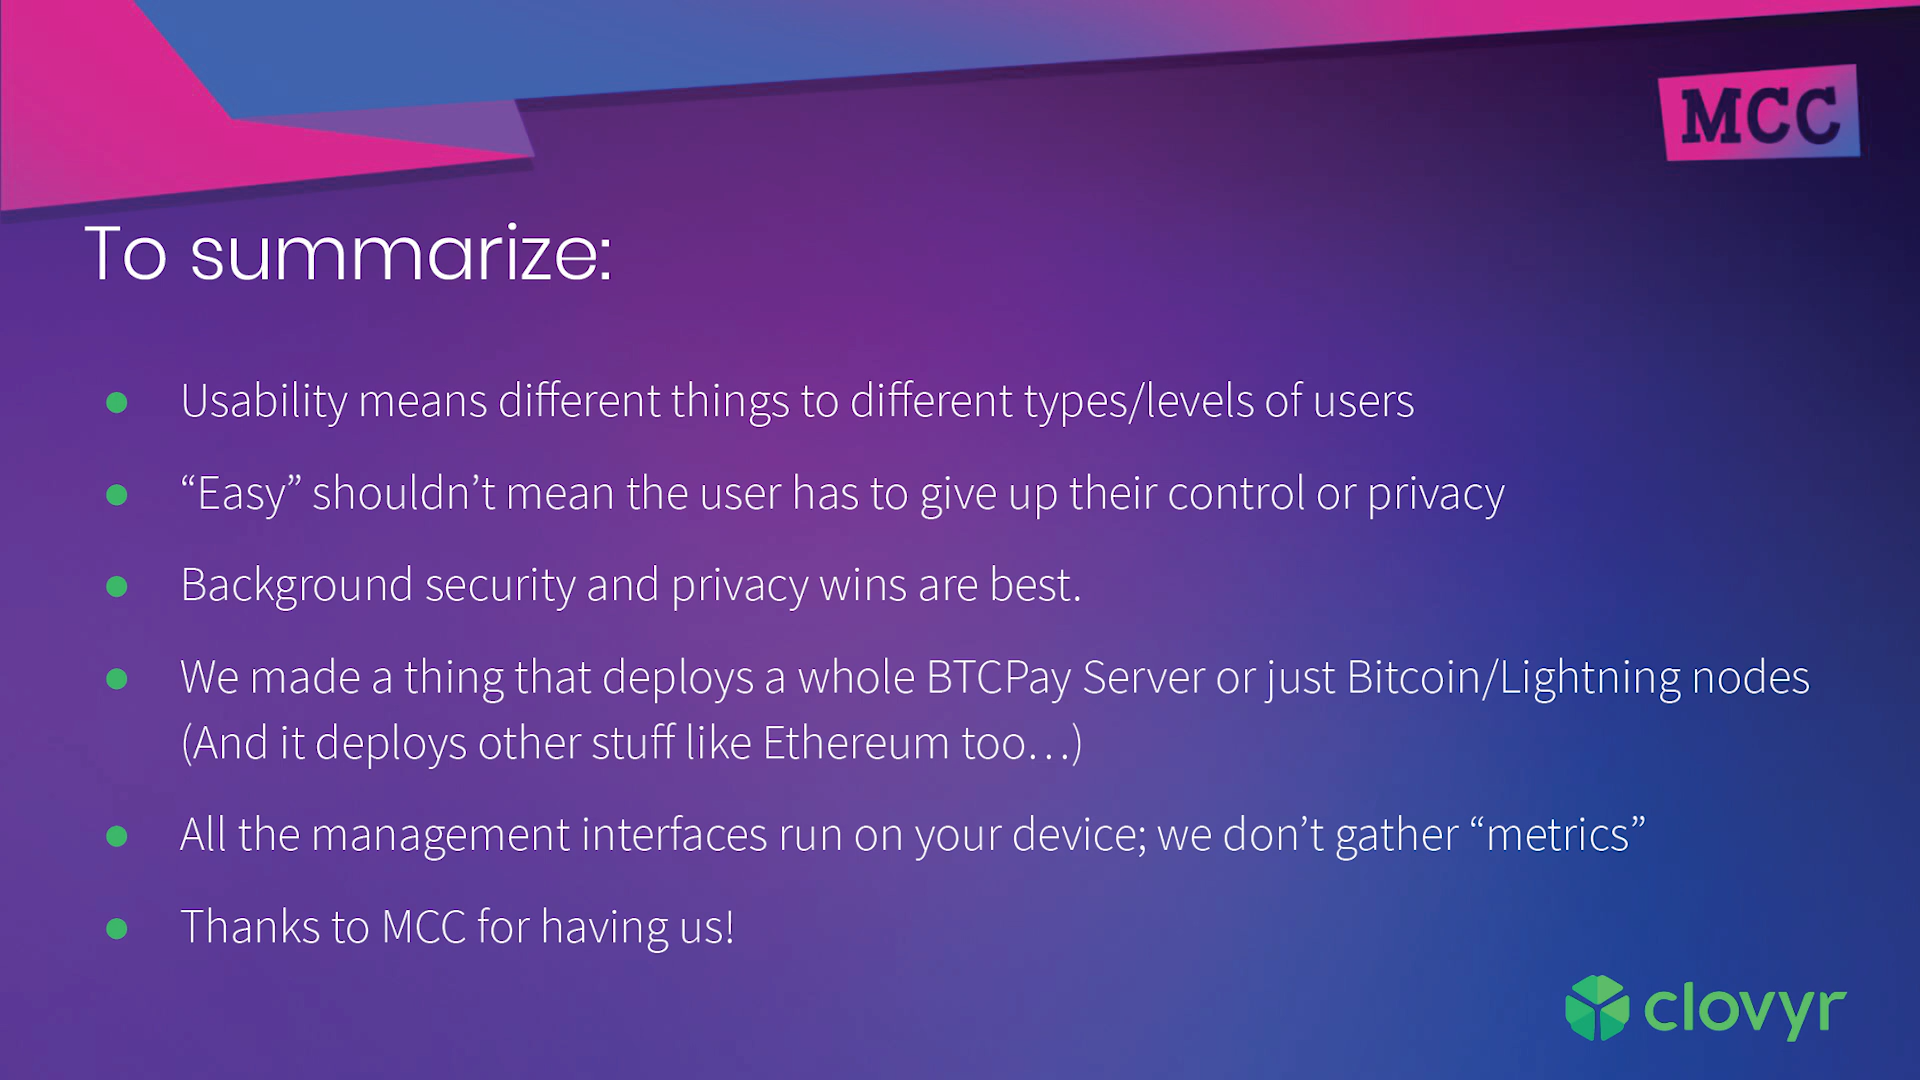 MCC
To summarize:
● Usability means different things to different types/levels of users
● “Easy” shouldn’t mean the user has to give up their control or privacy
● Background security and privacy wins are best.
● We made a thing that deploys a whole BTCPay Server or just Bitcoin/Lightning nodes
(And it deploys other stuff like Ethereum too…)
● All the management interfaces run on your device; we don’t gather “metrics”
● Thanks to MCC for having us!
clovyr